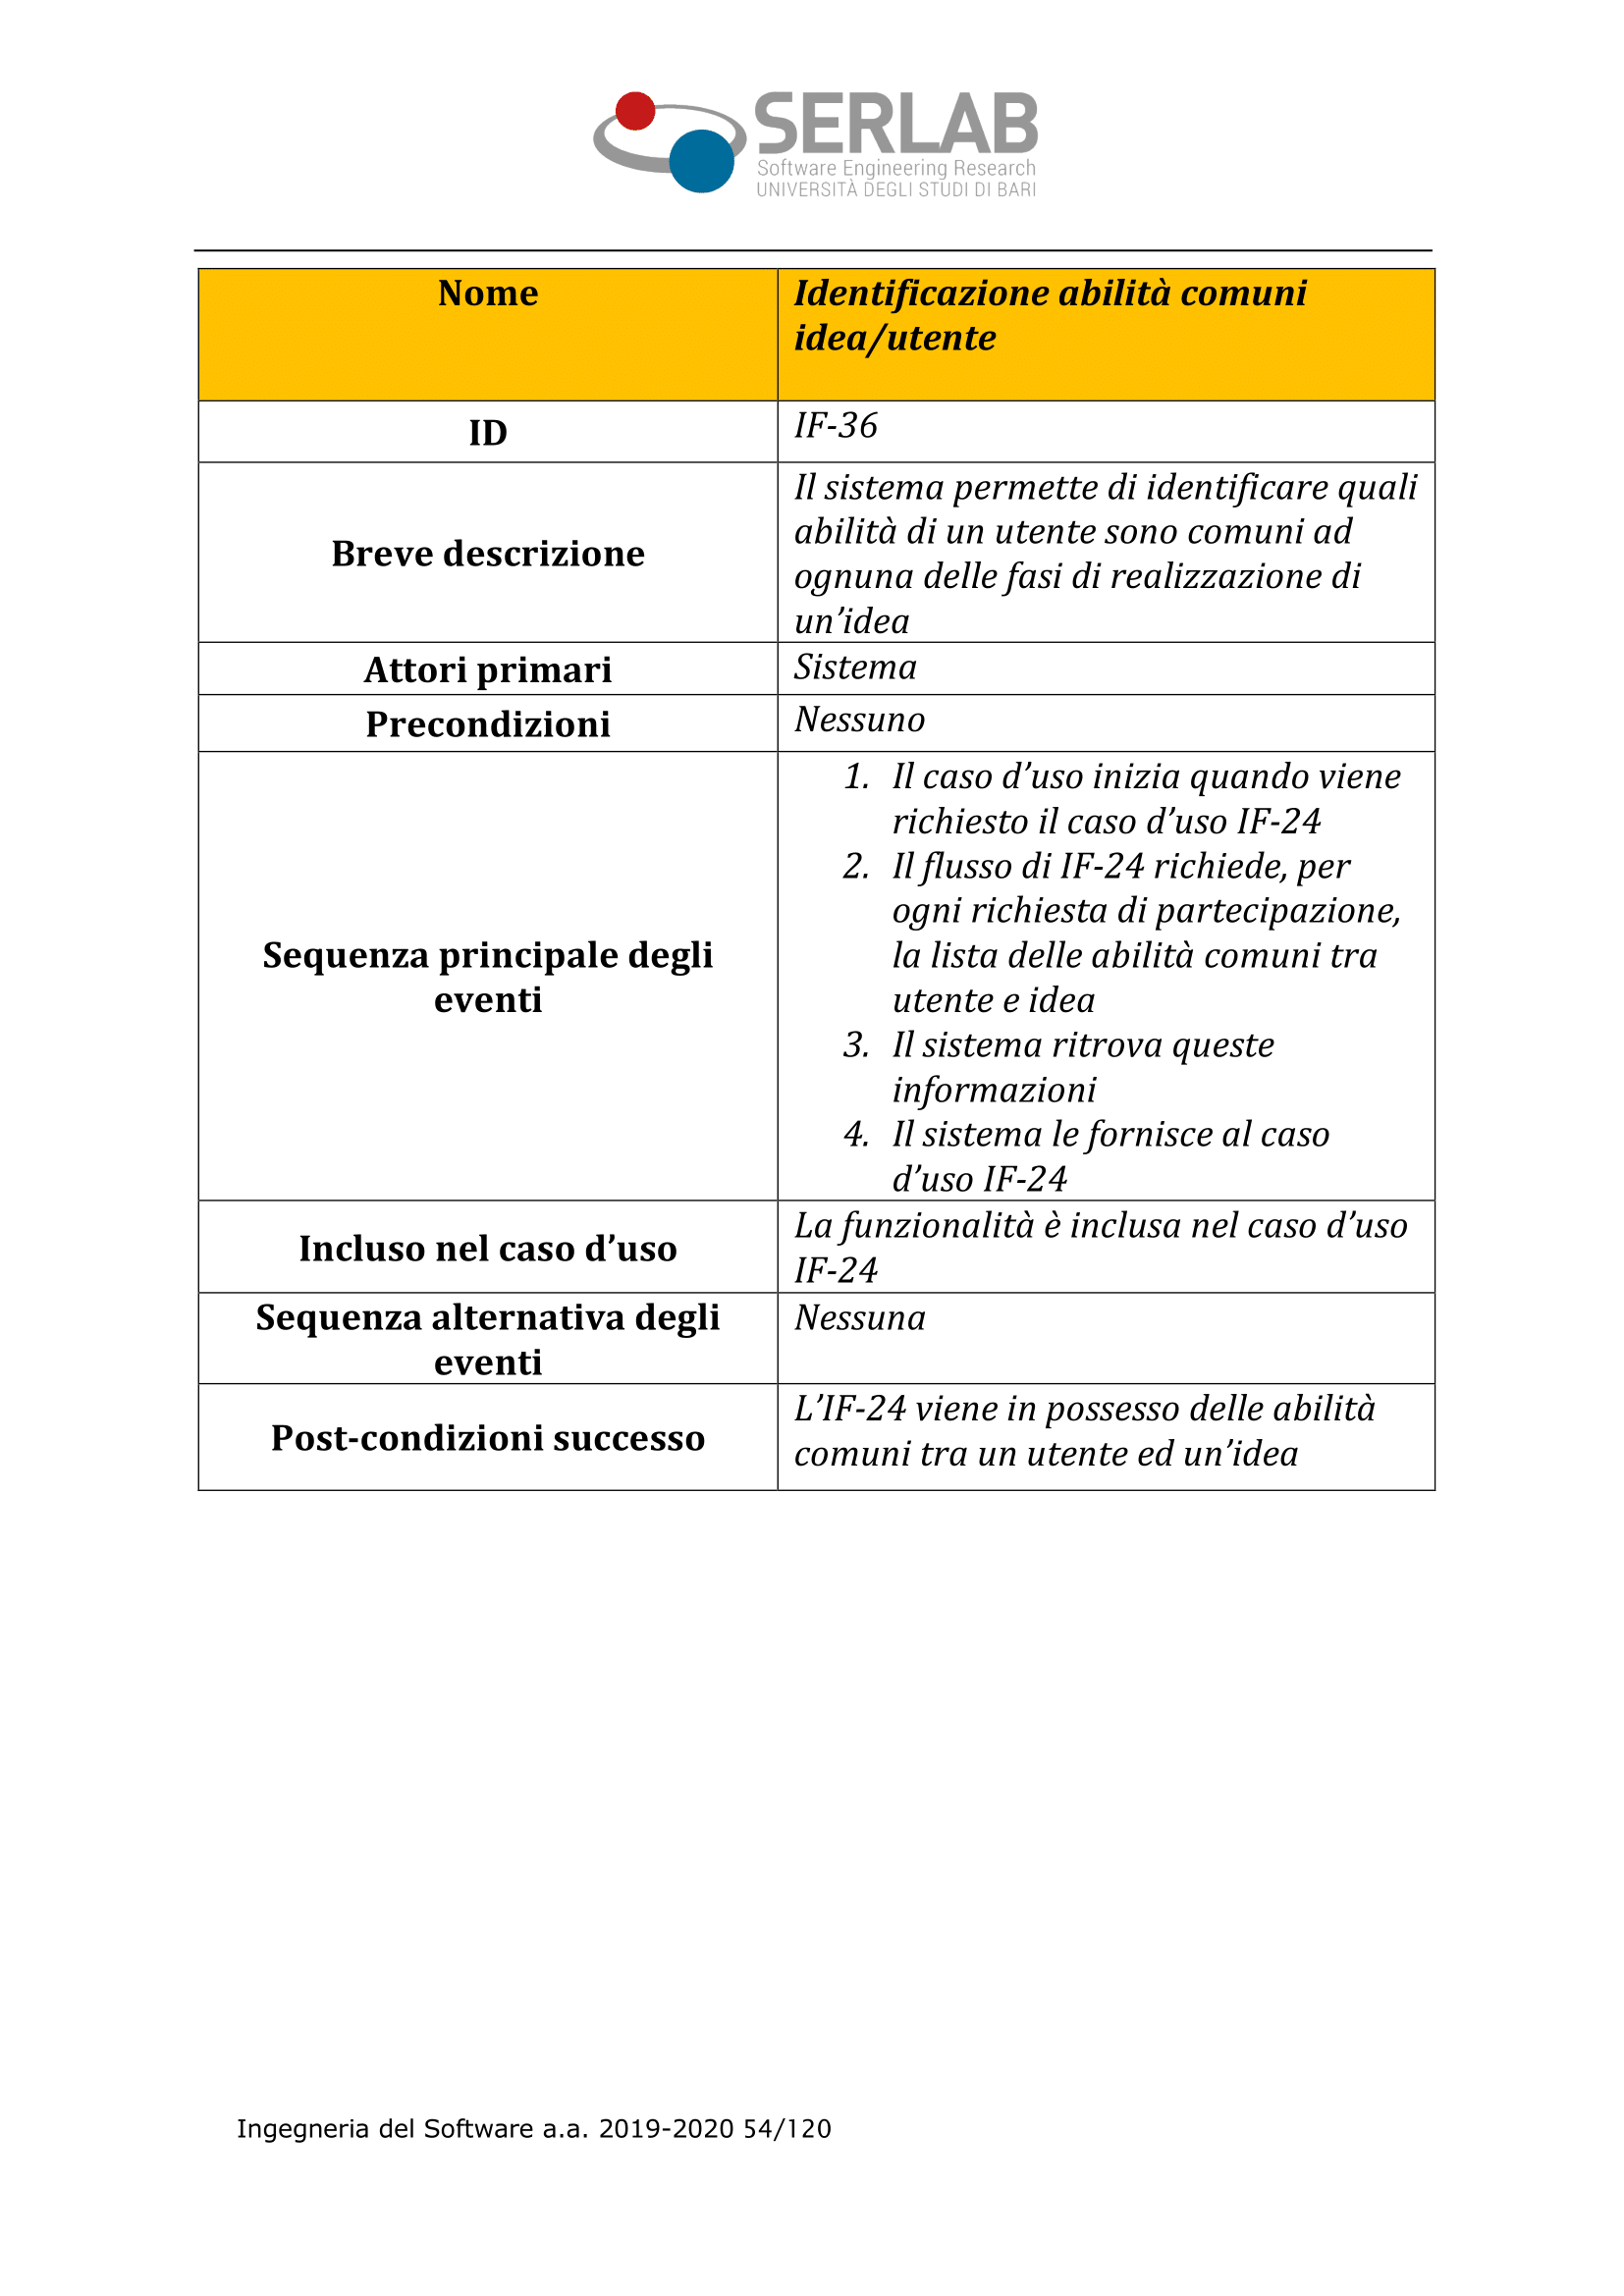 SERLAB
Software Engineering Research
UNIVERSITÀ DEGLI STUDI DI BARI
Nome
Identificazione abilità comuni
idea/utente
ID
IF-36
Breve descrizione
Il sistema permette di identificare quali
abilità di un utente sono comuni ad
ognuna delle fasi di realizzazione di
un’idea
Attori primari
Sistema
Precondizioni
Nessuno
Sequenza principale degli
eventi
1. Il caso d’uso inizia quando viene
richiesto il caso d’uso IF-24
2. Il flusso di IF-24 richiede, per
ogni richiesta di partecipazione,
la lista delle abilità comuni tra
utente e idea
3. Il sistema ritrova queste
informazioni
4. Il sistema le fornisce al caso
d’uso IF-24
Incluso nel caso d’uso
La funzionalità è inclusa nel caso d’uso
IF-24
Sequenza alternativa degli
eventi
Nessuna
Post-condizioni successo
L’IF-24 viene in possesso delle abilità
comuni tra un utente ed un’idea
Ingegneria del Software a.a. 2019-2020 54/120